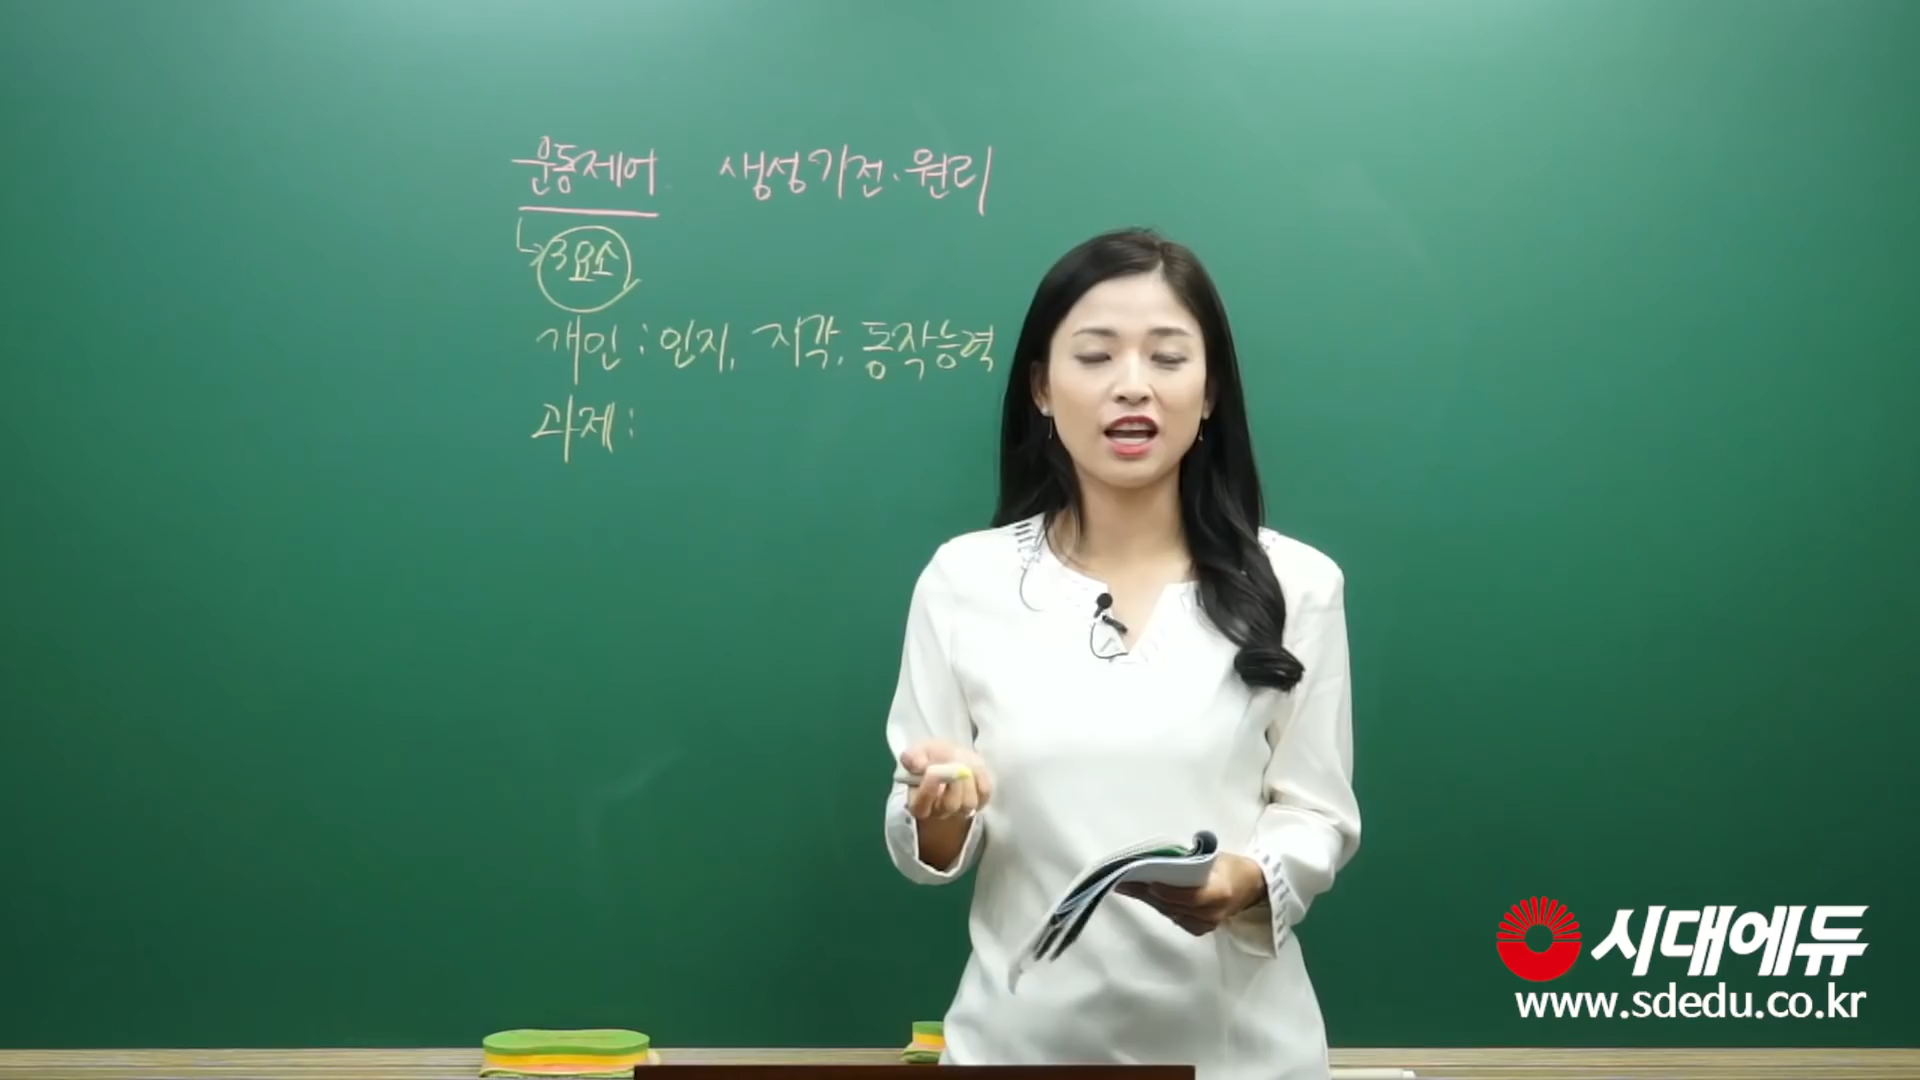 운동제어 생성기전·원리
3요소
개인 : 인지, 지각, 동작능력
과제 :
시대에듀
www.sdedu.co.kr